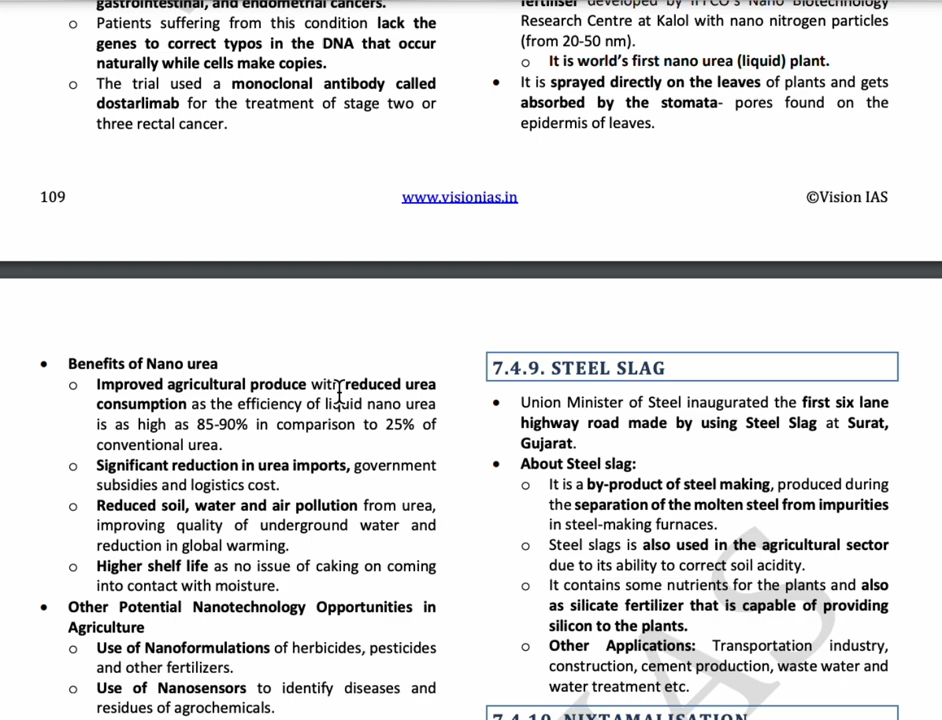 gastrointestinal, and endometrial cancers.
o Patients suffering from this condition lack the
genes to correct typos in the DNA that occur
naturally while cells make copies.
o The trial used a monoclonal antibody called
dostarlimab for the treatment of stage two or
three rectal cancer.
fertiliser developed by IFFCO's Nano Biotechnology
Research Centre at Kalol with nano nitrogen particles
(from 20-50 nm).
o It is world's first nano urea (liquid) plant.
• It is sprayed directly on the leaves of plants and gets
absorbed by the stomata- pores found on the
epidermis of leaves.
109 www.visionias.in ©Vision IAS
• Benefits of Nano urea
o Improved agricultural produce with reduced urea
consumption as the efficiency of liquid nano urea
is as high as 85-90% in comparison to 25% of
conventional urea.
o Significant reduction in urea imports, government
subsidies and logistics cost.
o Reduced soil, water and air pollution from urea,
improving quality of underground water and
reduction in global warming.
o Higher shelf life as no issue of caking on coming
into contact with moisture.
• Other Potential Nanotechnology Opportunities in
Agriculture
o Use of Nanoformulations of herbicides, pesticides
and other fertilizers.
o Use of Nanosensors to identify diseases and
residues of agrochemicals.
7.4.9. STEEL SLAG
• Union Minister of Steel inaugurated the first six lane
highway road made by using Steel Slag at Surat,
Gujarat.
• About Steel slag:
o It is a by-product of steel making, produced during
the separation of the molten steel from impurities
in steel-making furnaces.
o Steel slags is also used in the agricultural sector
due to its ability to correct soil acidity.
o It contains some nutrients for the plants and also
as silicate fertilizer that is capable of providing
silicon to the plants.
o Other Applications: Transportation industry,
construction, cement production, waste water and
water treatment etc.
7.4.10. NIXTAMALISATION
IAS